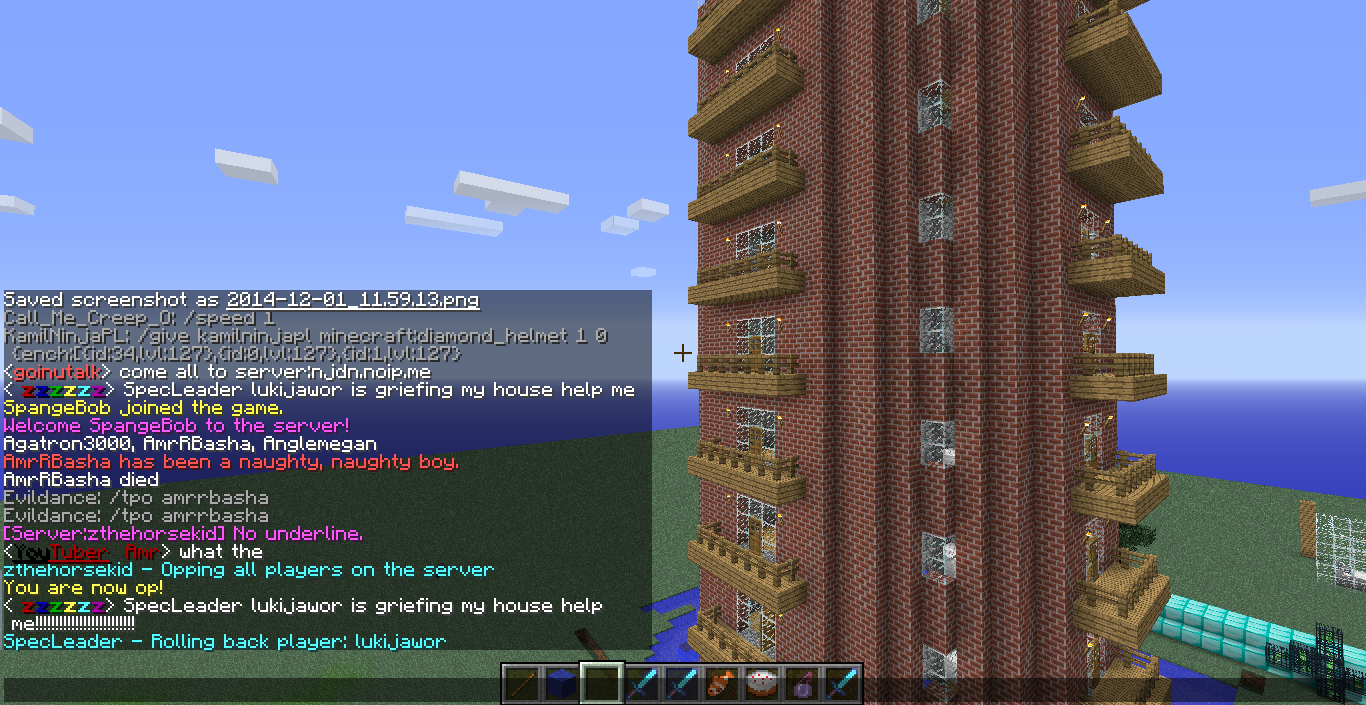 Saved screenshot as 2014-12-01_11.59.13.png
Call_Me_Creep_O: /speed 1
KamilNinjaPL: /give kamilninjapl minecraft:diamond_helmet 1 0
{ench:[{id:34,lvl:127},{id:0,lvl:127},{id:1,lvl:127}
<goinutalk> come all to server:n.jdn.noip.me
< zzzzzz> SpecLeader lukijawor is griefing my house help me
SpangeBob joined the game.
Welcome SpangeBob to the server!
Agatron3000, AmrRBasha, Anglemegan
AmrRBasha has been a naughty, naughty boy.
AmrRBasha died
Evildance: /tpo amrrbasha
Evildance: /tpo amrrbasha
[Server:zthehorsekid] No underline.
<YouTuber_Amr> what the
zthehorsekid - Opping all players on the server
You are now op!
< zzzzzz> SpecLeader lukijawor is griefing my house help
me!!!!!!!!!!!!!!!!!!!!!!!!
SpecLeader - Rolling back player: lukijawor